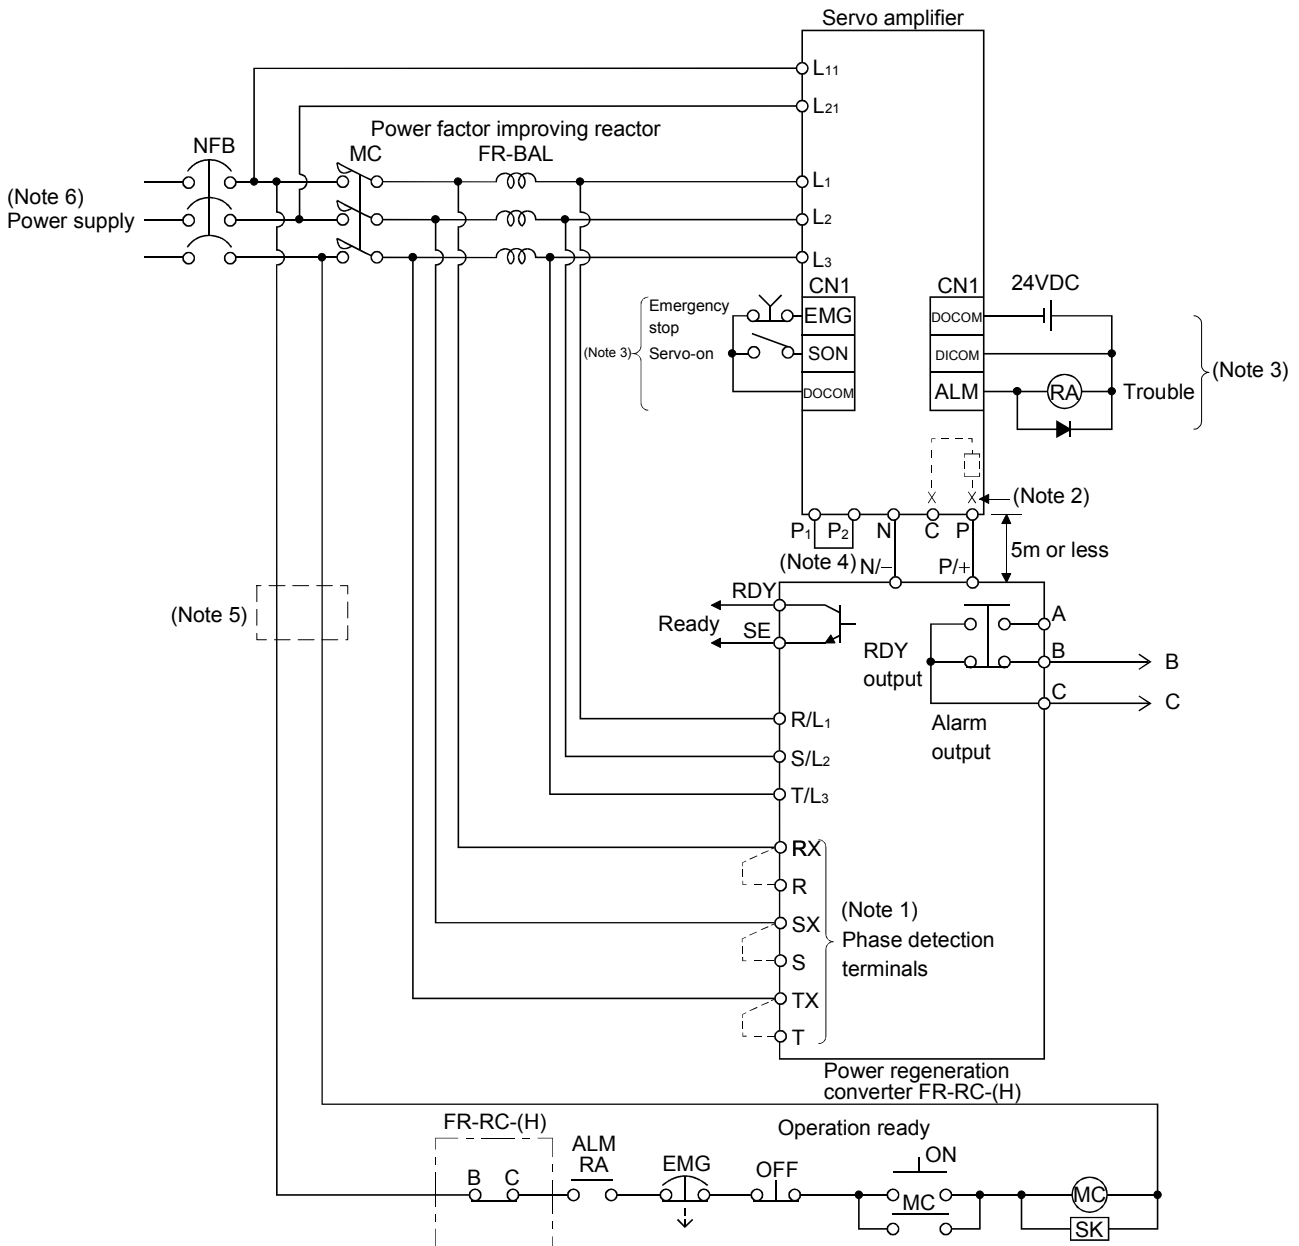 Servo amplifier
L11
L21
Power factor improving reactor
NFB
MC
FR-BAL
(Note 6)
Power supply
L1
L2
L3
CN1
CN1
24VDC
Emergency
stop
EMG
DOCOM
(Note 3)
Servo-on
SON
DICOM
(Note 3)
DOCOM
ALM
RA
Trouble
(Note 2)
P1
P2
N
C
P
5m or less
(Note 4)
N/−
P/+
(Note 5)
RDY
Ready
SE
A
RDY
output
B
B
C
C
Alarm
output
R/L1
S/L2
T/L3
RX
R
(Note 1)
SX
Phase detection
terminals
S
TX
T
Power regeneration
converter FR-RC-(H)
FR-RC-(H)
Operation ready
ALM
RA
EMG
OFF
ON
B
C
MC
MC
SK